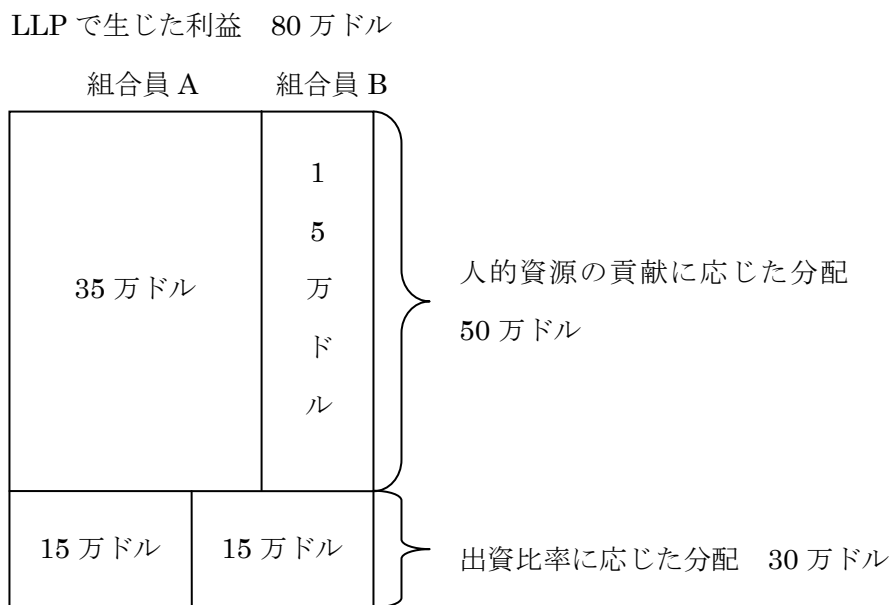 LLP で生じた利益　80 万ドル
組合員 A　組合員 B
35 万ドル
1
5
万
ド
ル
人的資源の貢献に応じた分配
50 万ドル
15 万ドル　15 万ドル
出資比率に応じた分配　30 万ドル